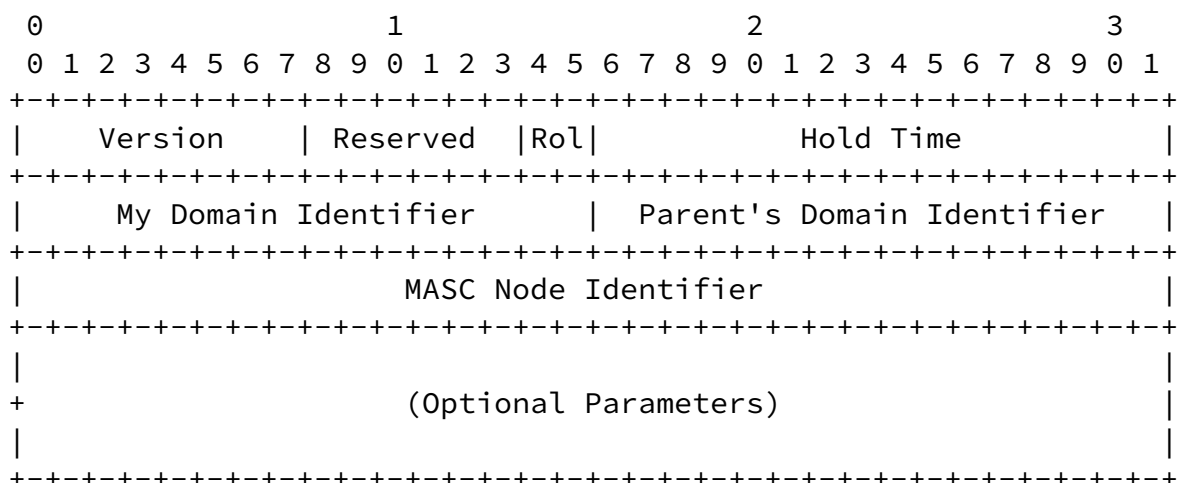 0                   1                   2                   3
 0 1 2 3 4 5 6 7 8 9 0 1 2 3 4 5 6 7 8 9 0 1 2 3 4 5 6 7 8 9 0 1
+-+-+-+-+-+-+-+-+-+-+-+-+-+-+-+-+-+-+-+-+-+-+-+-+-+-+-+-+-+-+-+-+
|    Version    | Reserved  |Rol|           Hold Time           |
+-+-+-+-+-+-+-+-+-+-+-+-+-+-+-+-+-+-+-+-+-+-+-+-+-+-+-+-+-+-+-+-+
|     My Domain Identifier      |  Parent's Domain Identifier   |
+-+-+-+-+-+-+-+-+-+-+-+-+-+-+-+-+-+-+-+-+-+-+-+-+-+-+-+-+-+-+-+-+
|                     MASC Node Identifier                      |
+-+-+-+-+-+-+-+-+-+-+-+-+-+-+-+-+-+-+-+-+-+-+-+-+-+-+-+-+-+-+-+-+
|                                                               |
+                     (Optional Parameters)                     |
|                                                               |
+-+-+-+-+-+-+-+-+-+-+-+-+-+-+-+-+-+-+-+-+-+-+-+-+-+-+-+-+-+-+-+-+